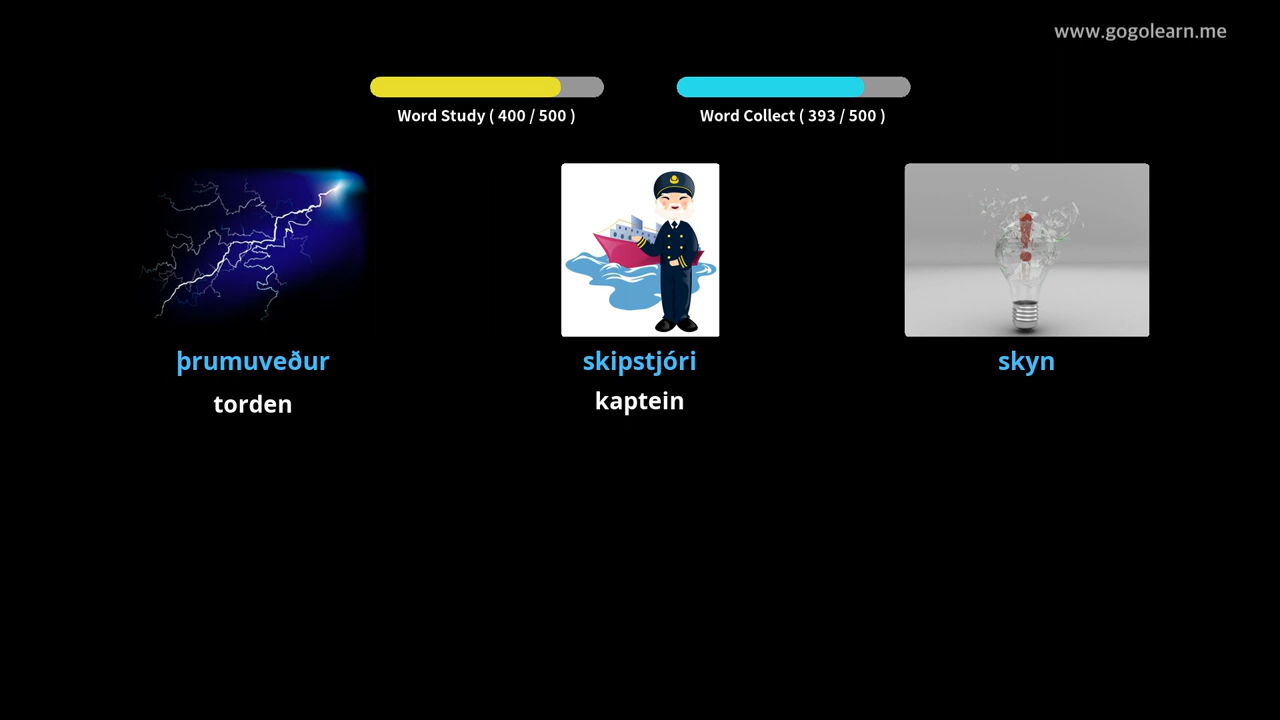 www.gogolearn.me
Word Study ( 400 / 500 )
Word Collect ( 393 / 500 )
þrumuveður
skipstjóri
skyn
torden
kaptein